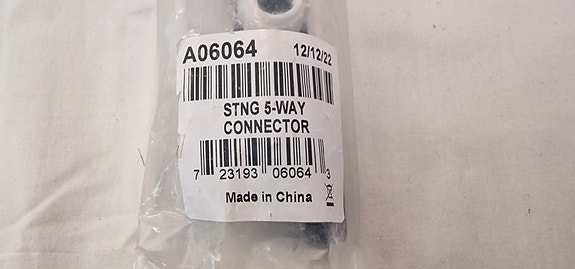 A06064 12/12/22
STNG 5-WAY
CONNECTOR
7 23193 06064 3
Made in China